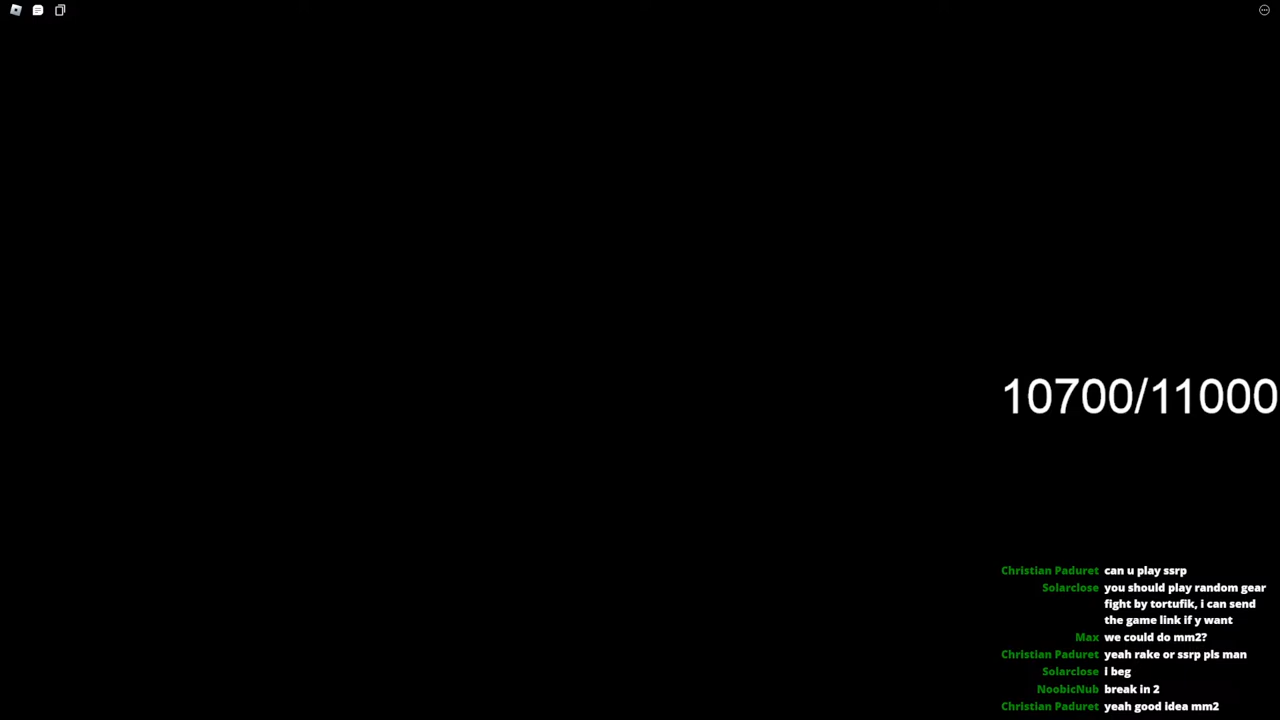 10700/11000
Christian Paduret can u play ssrp
Solarclose you should play random gear
fight by tortufik, i can send
the game link if y want
Max we could do mm2?
Christian Paduret yeah rake or ssrp pls man
Solarclose i beg
NoobicNub break in 2
Christian Paduret yeah good idea mm2